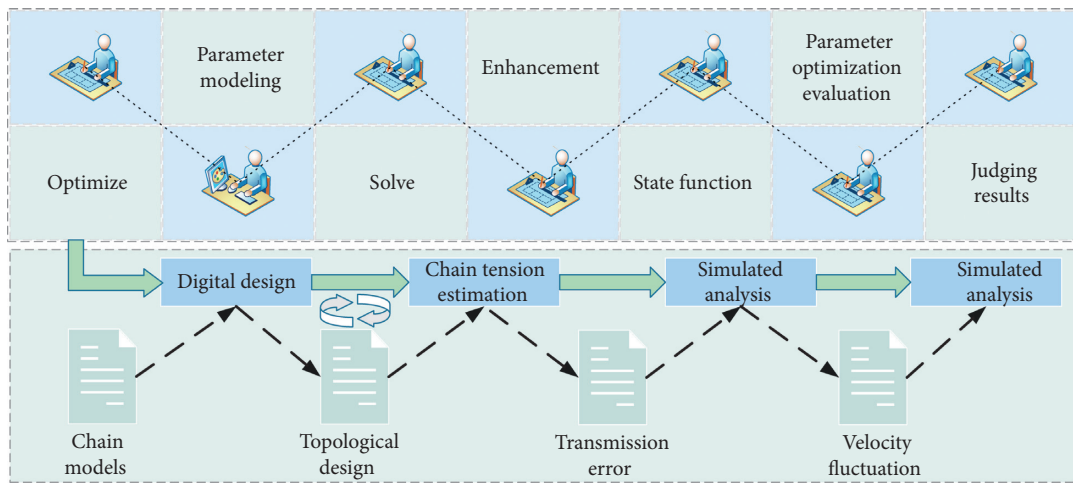 Parameter
modeling
Enhancement
Parameter
optimization
evaluation
Optimize
Solve
State function
Judging
results
Digital design
Chain tension
estimation
Simulated
analysis
Simulated
analysis
Chain
models
Topological
design
Transmission
error
Velocity
fluctuation